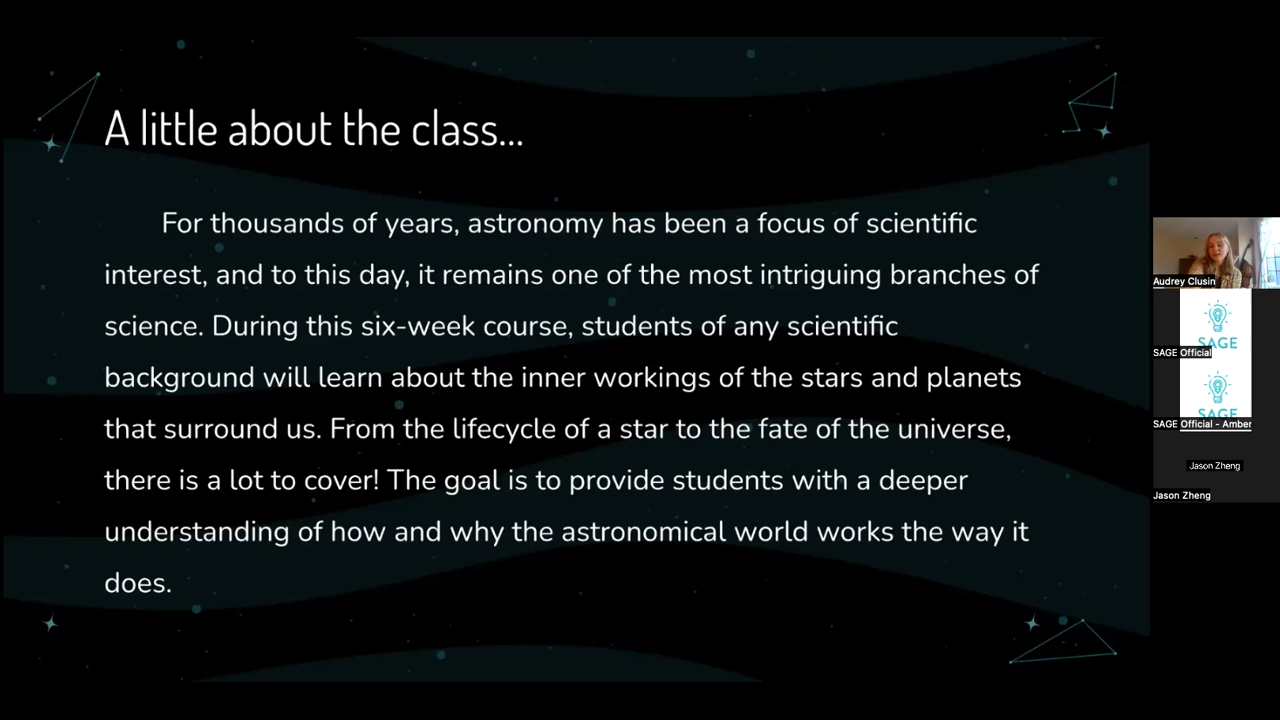 A little about the class...
For thousands of years, astronomy has been a focus of scientific
interest, and to this day, it remains one of the most intriguing branches of
science. During this six-week course, students of any scientific
background will learn about the inner workings of the stars and planets
that surround us. From the lifecycle of a star to the fate of the universe,
there is a lot to cover! The goal is to provide students with a deeper
understanding of how and why the astronomical world works the way it
does.
Audrey Clusin
SAGE
SAGE Official
SAGE
SAGE Official - Amber
Jason Zheng
Jason Zheng